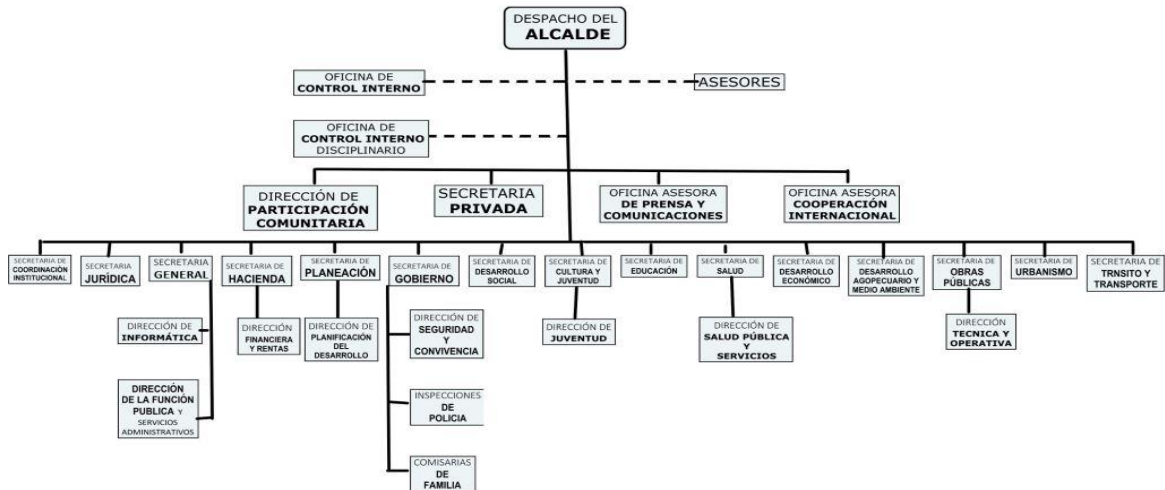 DESPACHO DEL
ALCALDE
OFICINA DE
CONTROL INTERNO
ASESORES
OFICINA DE
CONTROL INTERNO
DISCIPLINARIO
DIRECCIÓN DE
PARTICIPACIÓN
COMUNITARIA
SECRETARIA
PRIVADA
OFICINA ASESORA
DE PRENSA Y
COMUNICACIONES
OFICINA ASESORA
COOPERACIÓN
INTERNACIONAL
SECRETARIA DE
COORDINACIÓN
INSTITUCIONAL
SECRETARIA
JURÍDICA
SECRETARIA
GENERAL
SECRETARIA DE
HACIENDA
SECRETARIA DE
PLANEACIÓN
SECRETARIA DE
GOBIERNO
SECRETARIA DE
DESARROLLO
SOCIAL
SECRETARIA DE
CULTURA Y
JUVENTUD
SECRETARIA DE
EDUCACIÓN
SECRETARIA DE
SALUD
SECRETARIA DE
DESARROLLO
ECONÓMICO
SECRETARIA DE
DESARROLLO
AGOPECUARIO Y
MEDIO AMBIENTE
SECRETARIA DE
OBRAS
PÚBLICAS
SECRETARIA DE
URBANISMO
SECRETARIA DE
TRNSITO Y
TRANSPORTE
DIRECCIÓN DE
INFORMÁTICA
DIRECCIÓN
DE LA FUNCIÓN
PUBLICA Y
SERVICIOS
ADMINISTRATIVOS
DIRECCIÓN
FINANCIERA
Y RENTAS
DIRECCIÓN DE
PLANIFICACIÓN
DEL
DESARROLLO
DIRECCIÓN DE
SEGURIDAD
Y
CONVIVENCIA
INSPECCIONES
DE
POLICIA
COMISARIAS
DE
FAMILIA
DIRECCIÓN DE
JUVENTUD
DIRECCIÓN DE
SALUD PÚBLICA
Y
SERVICIOS
DIRECCIÓN
TECNICA Y
OPERATIVA